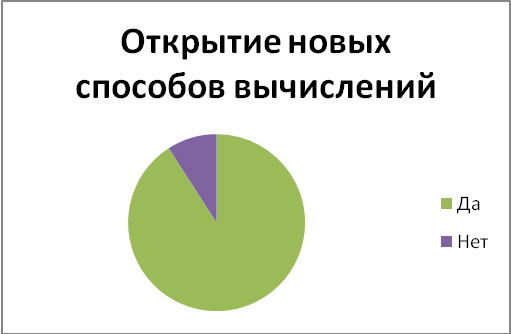 Открытие новых
способов вычислений
Да
Нет